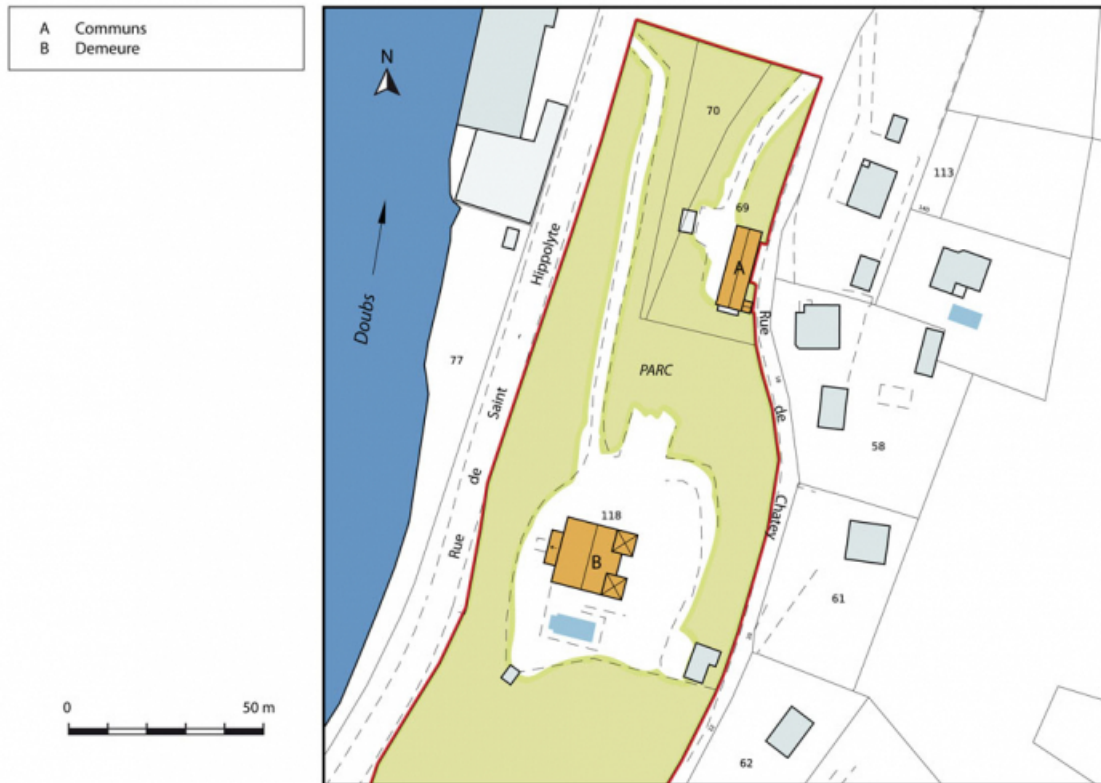 A Communs
B Demeure
N
Doubs
Rue de Saint Hippolyte
77
70
69
A
113
140
Rue de Chatey
PARC
58
118
B
61
62
0 50 m